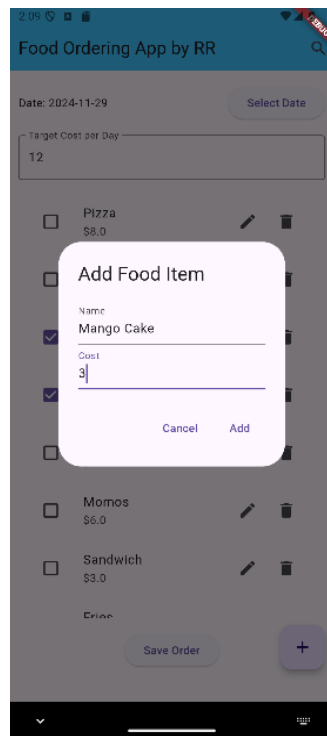 2:09
Food Ordering App by RR
Date: 2024-11-29
Select Date
Target Cost per Day
12
Pizza
$8.0
Add Food Item
Name
Mango Cake
Cost
3
Cancel
Add
Momos
$6.0
Sandwich
$3.0
Fries
Save Order
+